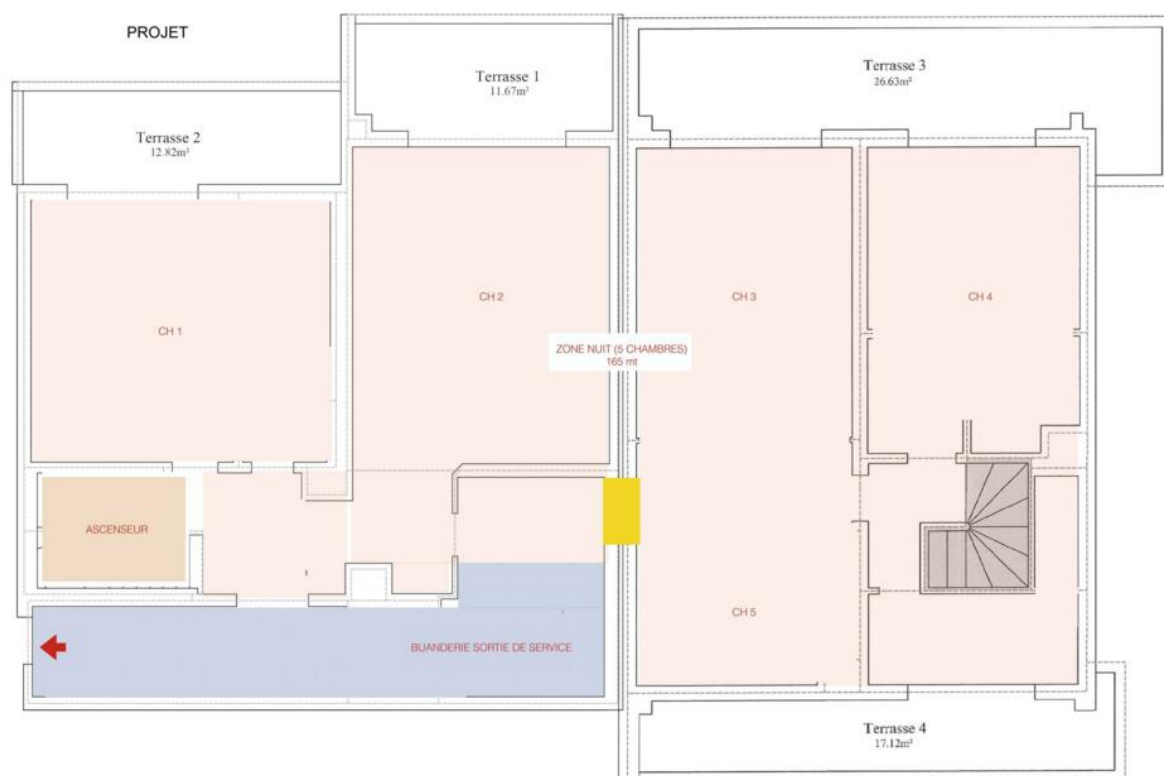 PROJET
Terrasse 1
11.67m²
Terrasse 3
26.63m²
Terrasse 2
12.82m²
CH 1
CH 2
CH 3
CH 4
ZONE NUIT (5 CHAMBRES)
165 mt
ASCENSEUR
CH 5
BUANDERIE SORTIE DE SERVICE
Terrasse 4
17.12m²